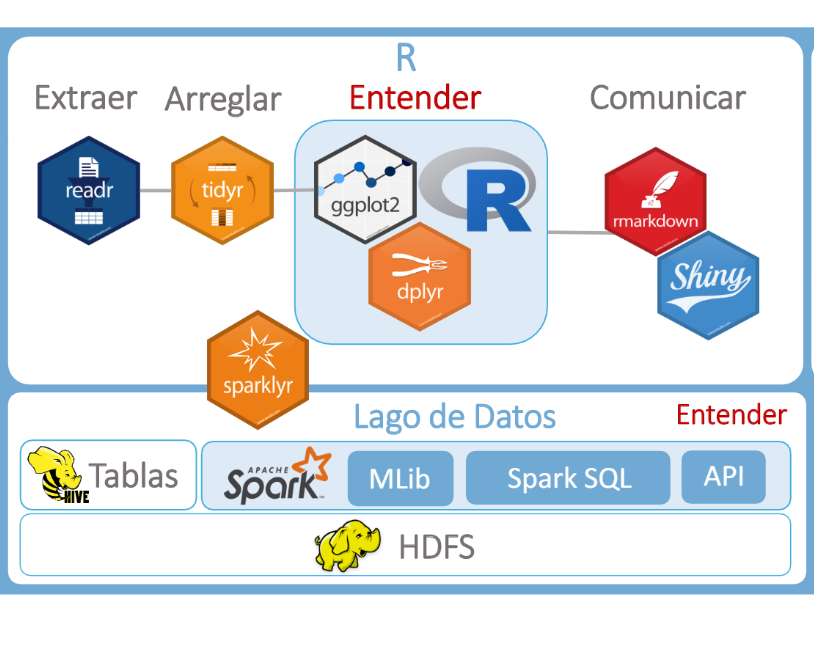 R
Extraer
Arreglar
Entender
Comunicar
readr
tidyr
ggplot2
R
dplyr
rmarkdown
Shiny
sparklyr
Lago de Datos
Entender
HIVE
Tablas
APACHE
Spark
MLib
Spark SQL
API
HDFS